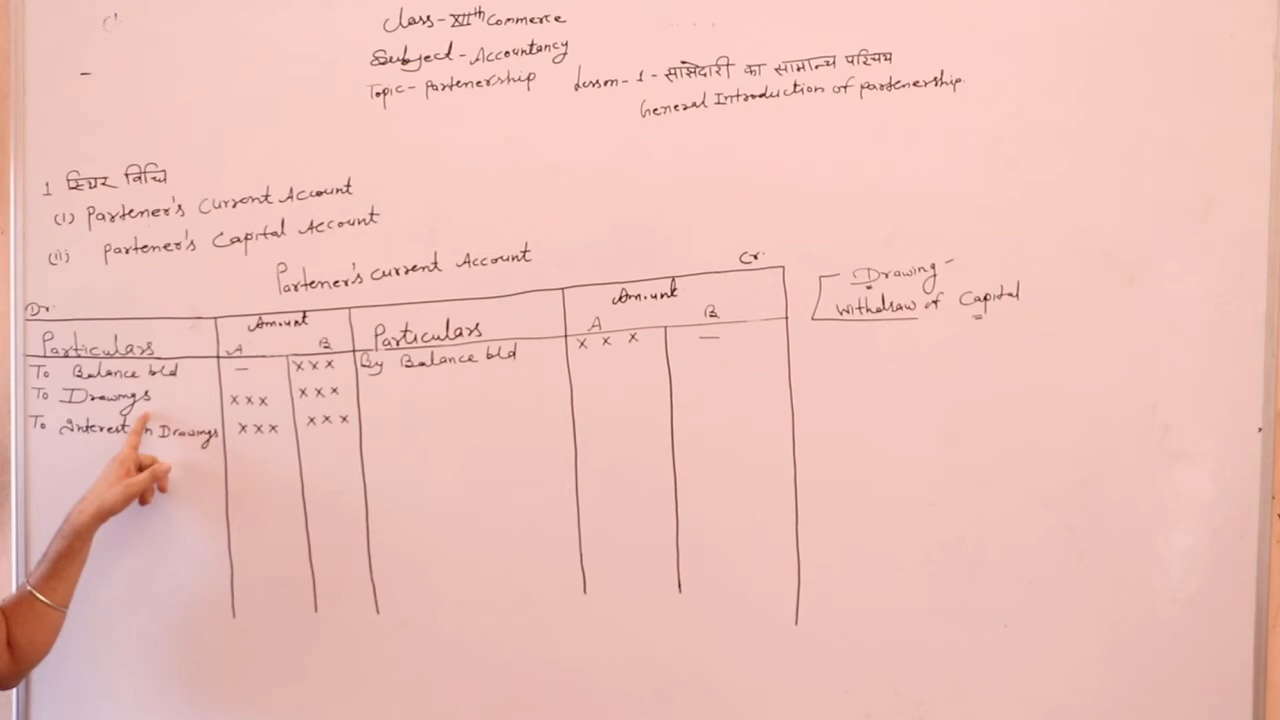 Class - XIIth Commerce
Subject - Accountancy
Topic - Partenership Lesson - 1 - साझेदारी का सामान्य परिचय
General Introduction of partenership.
1 स्थिर विधि
(i) Partener's Current Account
(ii) Partener's Capital Account
Partener's current Account
Dr. Cr.
Particulars Amount Particulars Amount
A B A B
To Balance b/d — xxx By Balance b/d x x x —
To Drawings xxx xxx
To Interest on Drawings xxx xxx
Drawing -
Withdraw of Capital